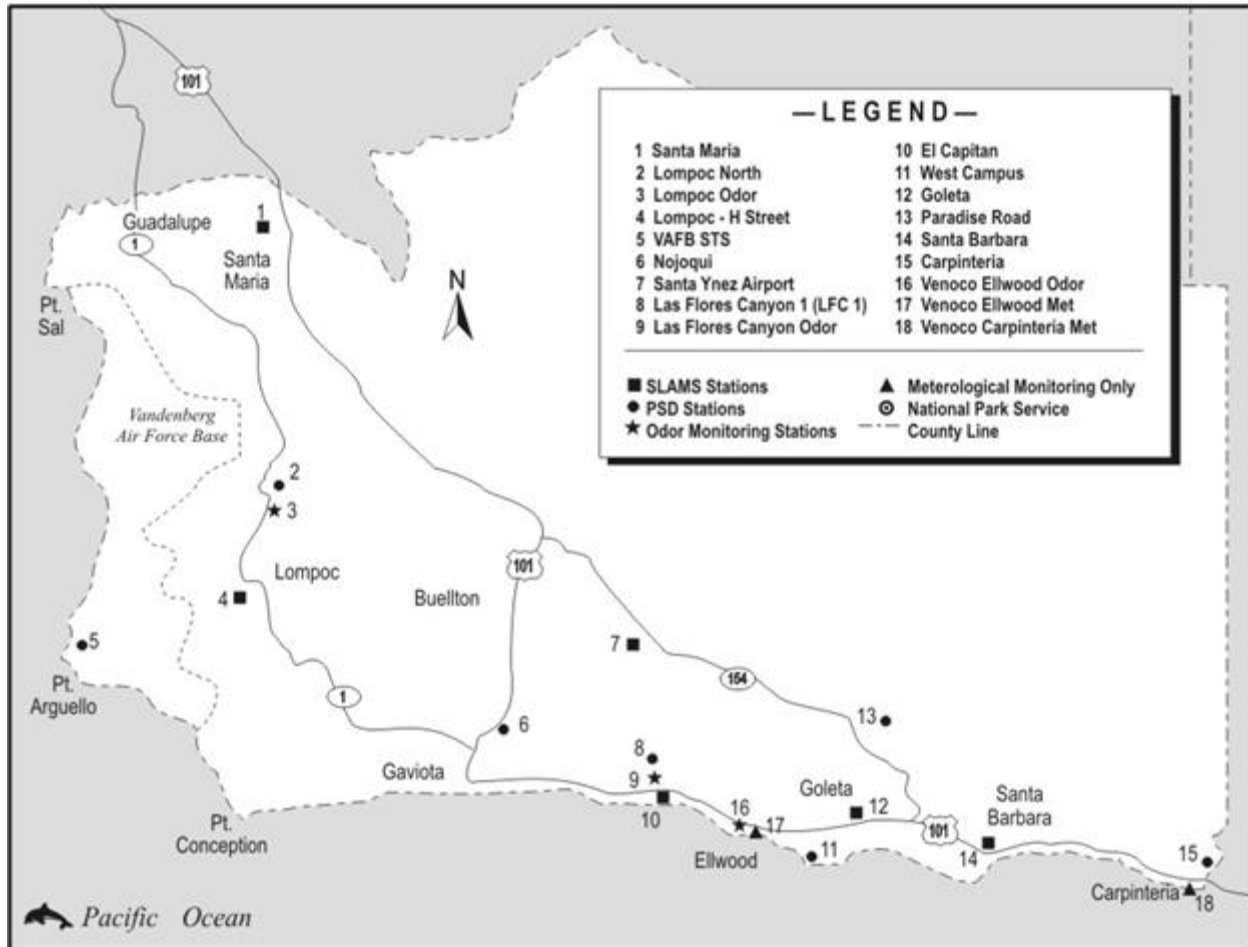 101
— L E G E N D —
1 Santa Maria
2 Lompoc North
3 Lompoc Odor
4 Lompoc - H Street
5 VAFB STS
6 Nojoqui
7 Santa Ynez Airport
8 Las Flores Canyon 1 (LFC 1)
9 Las Flores Canyon Odor
10 El Capitan
11 West Campus
12 Goleta
13 Paradise Road
14 Santa Barbara
15 Carpinteria
16 Venoco Ellwood Odor
17 Venoco Ellwood Met
18 Venoco Carpinteria Met
SLAMS Stations
PSD Stations
Odor Monitoring Stations
Meterological Monitoring Only
National Park Service
County Line
Guadalupe
1
1
Santa
Maria
N
Pt.
Sal
Vandenberg
Air Force Base
2
3
Lompoc
4
Buellton
101
5
Pt.
Arguello
7
154
1
6
13
8
Gaviota
9
10
16
17
Goleta
12
Santa
Barbara
101
14
15
Pt.
Conception
Ellwood
11
Carpinteria
18
Pacific Ocean